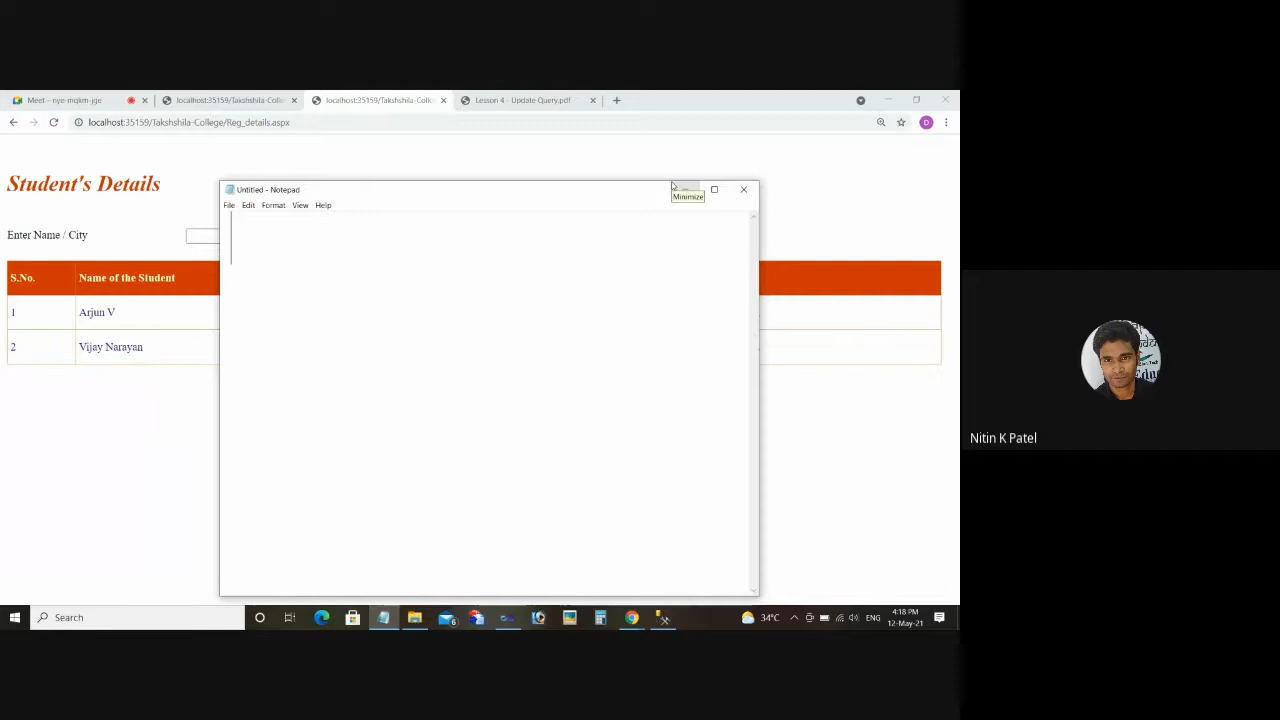 Meet – nye-mqkm-jge
localhost:35159/Takshshila-Colle
localhost:35159/Takshshila-Colle
Lesson 4 - Update Query.pdf
localhost:35159/Takshshila-College/Reg_details.aspx
D
Student's Details
Untitled - Notepad
Minimize
File Edit Format View Help
Enter Name / City
S.No. Name of the Student
1 Arjun V
2 Vijay Narayan
Nitin K Patel
Search
6
34°C
ENG
4:18 PM
12-May-21